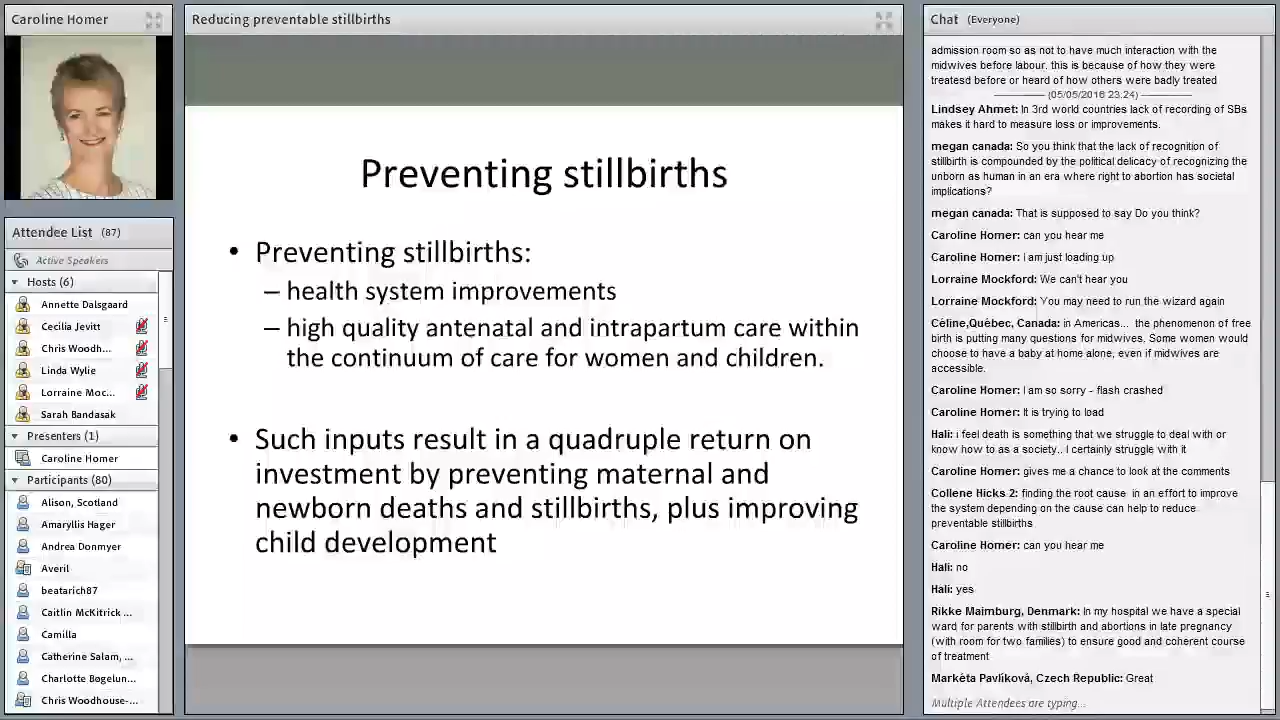 Caroline Homer
Attendee List (87)
Active Speakers
Hosts (6)
Annette Dalsgaard
Cecilia Jevitt
Chris Woodh...
Linda Wylie
Lorraine Moc...
Sarah Bandasak
Presenters (1)
Caroline Homer
Participants (80)
Alison, Scotland
Amaryllis Hager
Andrea Donmyer
Averil
beatarich87
Caitlin McKitrick ...
Camilla
Catherine Salam, ...
Charlotte Bøgelun...
Chris Woodhouse-...
Reducing preventable stillbirths
Preventing stillbirths
• Preventing stillbirths:
– health system improvements
– high quality antenatal and intrapartum care within
the continuum of care for women and children.
• Such inputs result in a quadruple return on
investment by preventing maternal and
newborn deaths and stillbirths, plus improving
child development
Chat (Everyone)
admission room so as not to have much interaction with the
midwives before labour. this is because of how they were
treatesd before or heard of how others were badly treated
(05/05/2016 23.24)
Lindsey Ahmet: In 3rd world countries lack of recording of SBs
makes it hard to measure loss or improvements.
megan canada: So you think that the lack of recognition of
stillbirth is compounded by the political delicacy of recognizing the
unborn as human in an era where right to abortion has societal
implications?
megan canada: That is supposed to say Do you think?
Caroline Homer: can you hear me
Caroline Homer: I am just loading up
Lorraine Mockford: We can't hear you
Lorraine Mockford: You may need to run the wizard again
Céline,Québec, Canada: in Americas... the phenomenon of free
birth is putting many questions for midwives. Some women would
choose to have a baby at home alone, even if midwives are
accessible.
Caroline Homer: I am so sorry - flash crashed
Caroline Homer: It is trying to load
Hali: i feel death is something that we struggle to deal with or
know how to as a society.. I certainly struggle with it
Caroline Homer: gives me a chance to look at the comments
Collene Hicks 2: finding the root cause in an effort to improve
the system depending on the cause can help to reduce
preventable stillbirths
Caroline Homer: can you hear me
Hali: no
Hali: yes
Rikke Maimburg, Denmark: In my hospital we have a special
ward for parents with stillbirth and abortions in late pregnancy
(with room for two families) to ensure good and coherent course
of treatment
Markéta Pavlíková, Czech Republic: Great
Multiple Attendees are typing...